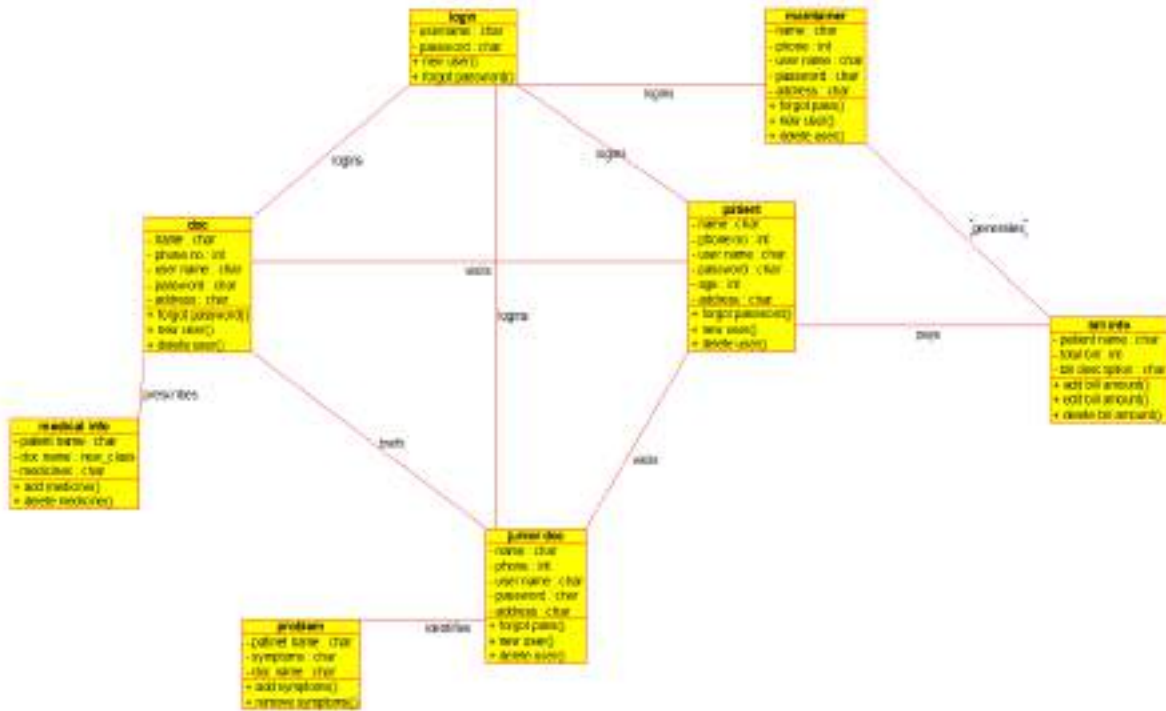 login
- username : char
- password : char
+ new user()
+ forgot password()
maintainer
- name : char
- phone : int
- user name : char
- password : char
- address : char
+ forgot pass()
+ new user()
+ delete user()
logins
logins
logins
generates
doc
- name : char
- phone no : int
- user name : char
- password : char
- address : char
+ forgot password()
+ new user()
+ delete user()
patient
- name : char
- phone no : int
- user name : char
- password : char
- age : int
- address : char
+ forgot password()
+ new user()
+ delete user()
visits
logins
bill info
- patient name : char
- total bill : int
- bill description : char
+ add bill amount()
+ edit bill amount()
+ delete bill amount()
prescribes
medical info
- patient name : char
- doc name : new_class
- medicines : char
+ add medicine()
+ delete medicine()
visits
junior doc
- name : char
- phone : int
- user name : char
- password : char
- address : char
+ forgot pass()
+ new user()
+ delete user()
identifies
problem
- patinet name : char
- symptoms : char
- doc name : char
+ add symptoms()
+ remove symptoms()